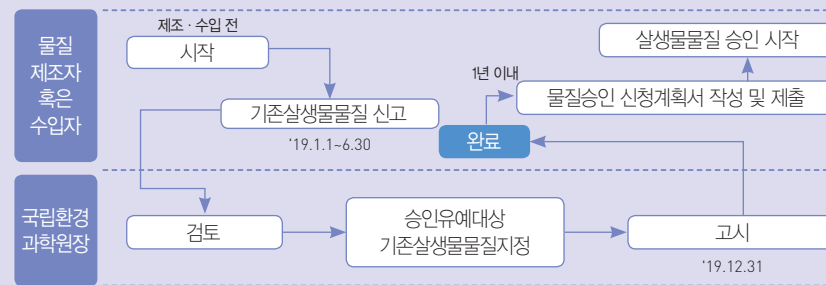 물질
제조자
혹은
수입자
제조 · 수입 전
시작
기존살생물물질 신고
'19.1.1~6.30
완료
1년 이내
물질승인 신청계획서 작성 및 제출
살생물물질 승인 시작
국립환경
과학원장
검토
승인유예대상
기존살생물물질지정
고시
'19.12.31